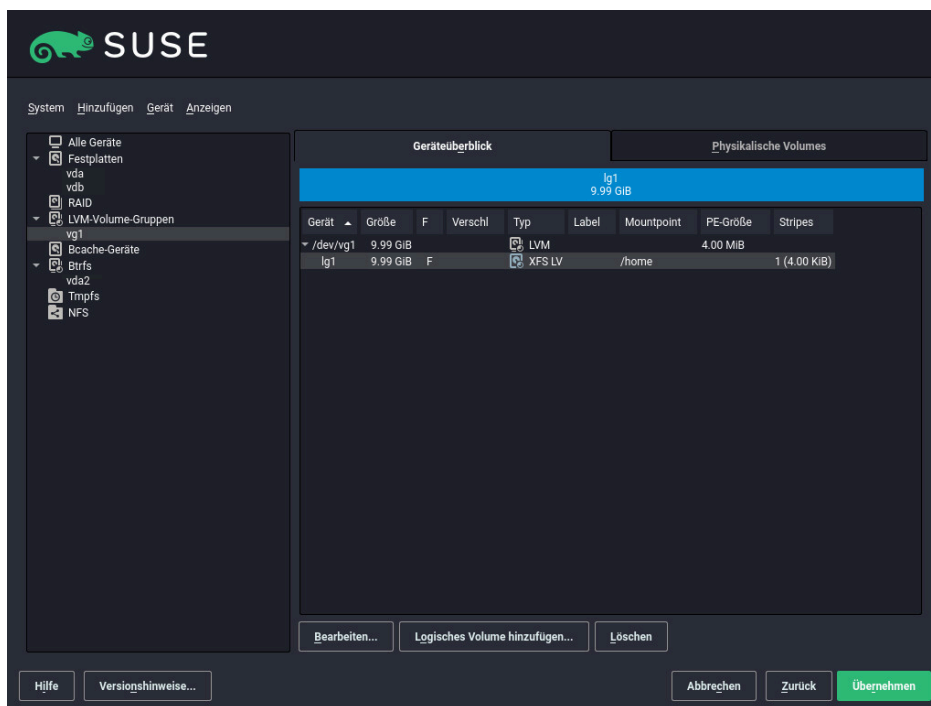 SUSE
System Hinzufügen Gerät Anzeigen
Alle Geräte
Festplatten
vda
vdb
RAID
LVM-Volume-Gruppen
vg1
Bcache-Geräte
Btrfs
vda2
Tmpfs
NFS
Geräteüberblick Physikalische Volumes
lg1
9.99 GiB
Gerät Größe F Verschl Typ Label Mountpoint PE-Größe Stripes
/dev/vg1 9.99 GiB LVM 4.00 MiB
lg1 9.99 GiB F XFS LV /home 1 (4.00 KiB)
Bearbeiten... Logisches Volume hinzufügen... Löschen
Hilfe Versionshinweise... Abbrechen Zurück Übernehmen